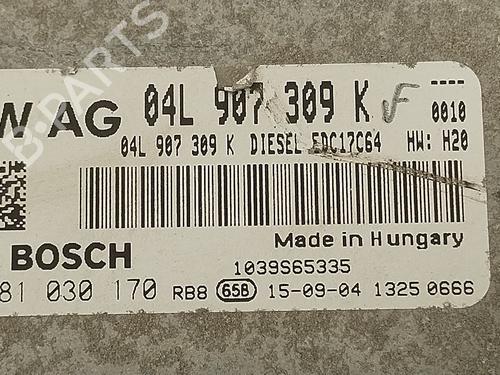 W AG 04L 907 309 K F
----
0010
04L 907 309 K DIESEL EDC17C64 HW: H20
BOSCH
Made in Hungary
1039S65335
81 030 170 RB8 658 15-09-04 1325 0666
B-PARTS